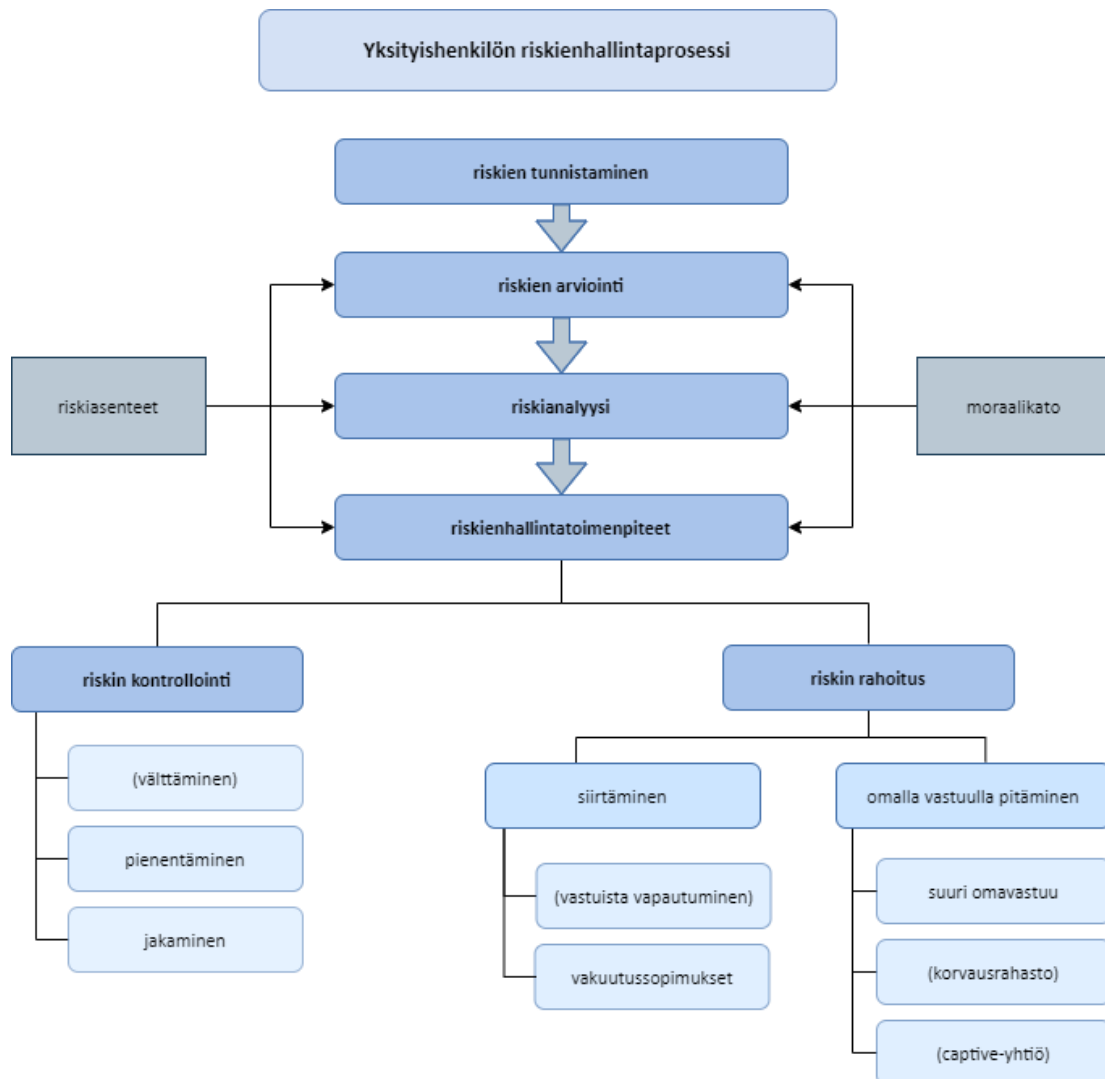 Yksityishenkilön riskienhallintaprosessi
riskien tunnistaminen
riskien arviointi
riskiasenteet
riskianalyysi
moraalikato
riskienhallintatoimenpiteet
riskin kontrollointi
riskin rahoitus
(välttäminen)
pienentäminen
jakaminen
siirtäminen
omalla vastuulla pitäminen
(vastuista vapautuminen)
vakuutussopimukset
suuri omavastuu
(korvausrahasto)
(captive-yhtiö)